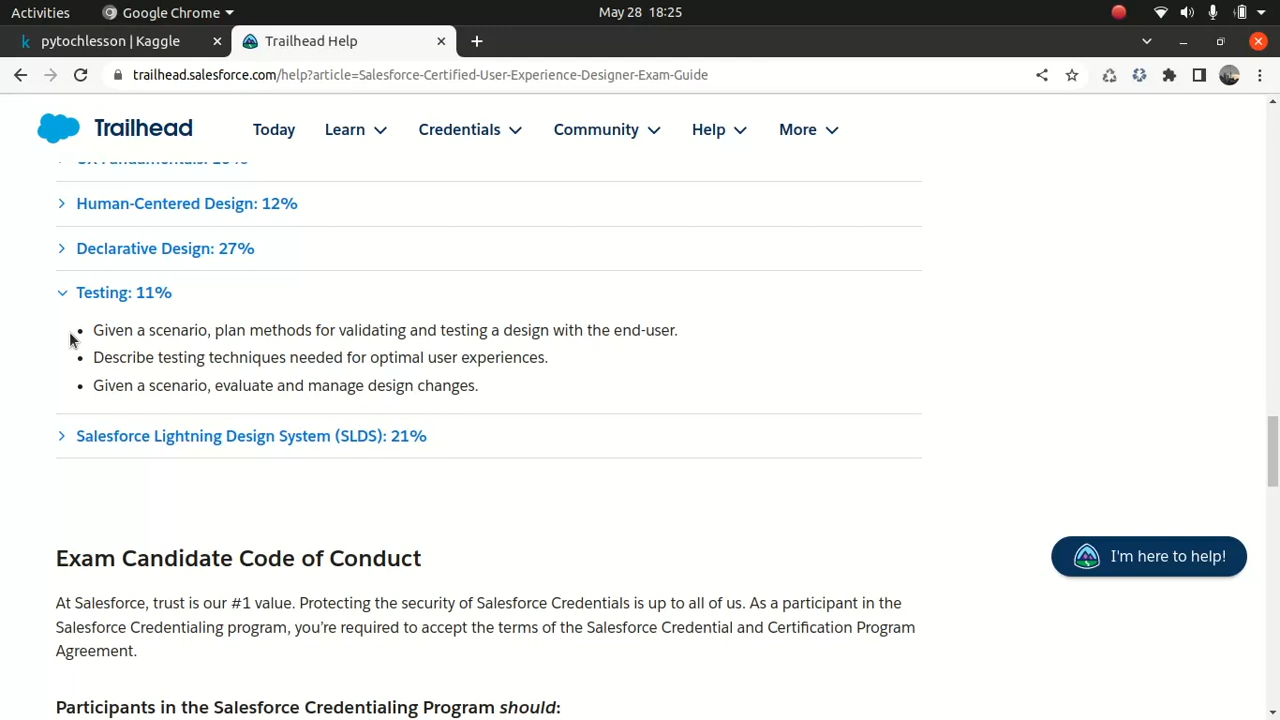 Activities Google Chrome May 28 18:25
pytochlesson | Kaggle Trailhead Help
trailhead.salesforce.com/help?article=Salesforce-Certified-User-Experience-Designer-Exam-Guide
Trailhead Today Learn Credentials Community Help More
Human-Centered Design: 12%
Declarative Design: 27%
Testing: 11%
• Given a scenario, plan methods for validating and testing a design with the end-user.
• Describe testing techniques needed for optimal user experiences.
• Given a scenario, evaluate and manage design changes.
Salesforce Lightning Design System (SLDS): 21%
Exam Candidate Code of Conduct
I'm here to help!
At Salesforce, trust is our #1 value. Protecting the security of Salesforce Credentials is up to all of us. As a participant in the
Salesforce Credentialing program, you’re required to accept the terms of the Salesforce Credential and Certification Program
Agreement.
Participants in the Salesforce Credentialing Program should: